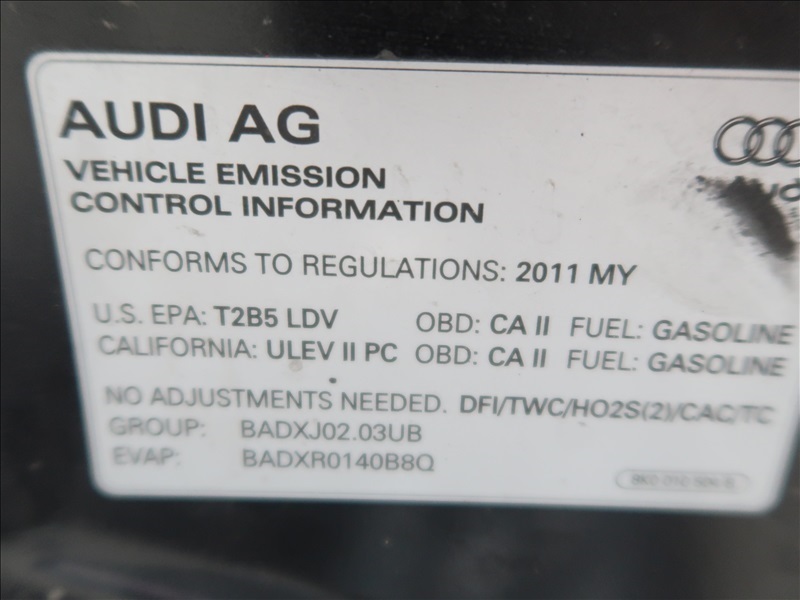 AUDI AG
VEHICLE EMISSION
CONTROL INFORMATION
CONFORMS TO REGULATIONS: 2011 MY
U.S. EPA: T2B5 LDV OBD: CA II FUEL: GASOLINE
CALIFORNIA: ULEV II PC OBD: CA II FUEL: GASOLINE
NO ADJUSTMENTS NEEDED. DFI/TWC/HO2S(2)/CAC/TC
GROUP: BADXJ02.03UB
EVAP: BADXR0140B8Q